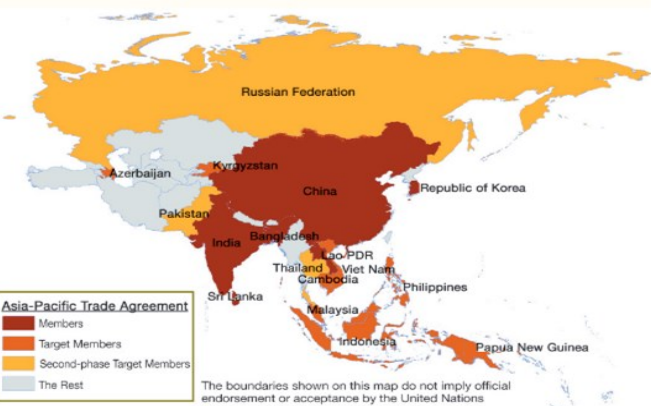 Russian Federation
Azerbaijan
Kyrgyzstan
China
Republic of Korea
Pakistan
India
Bangladesh
Lao PDR
Thailand
Viet Nam
Cambodia
Sri Lanka
Philippines
Malaysia
Indonesia
Papua New Guinea
Asia-Pacific Trade Agreement
Members
Target Members
Second-phase Target Members
The Rest
The boundaries shown on this map do not imply official
endorsement or acceptance by the United Nations